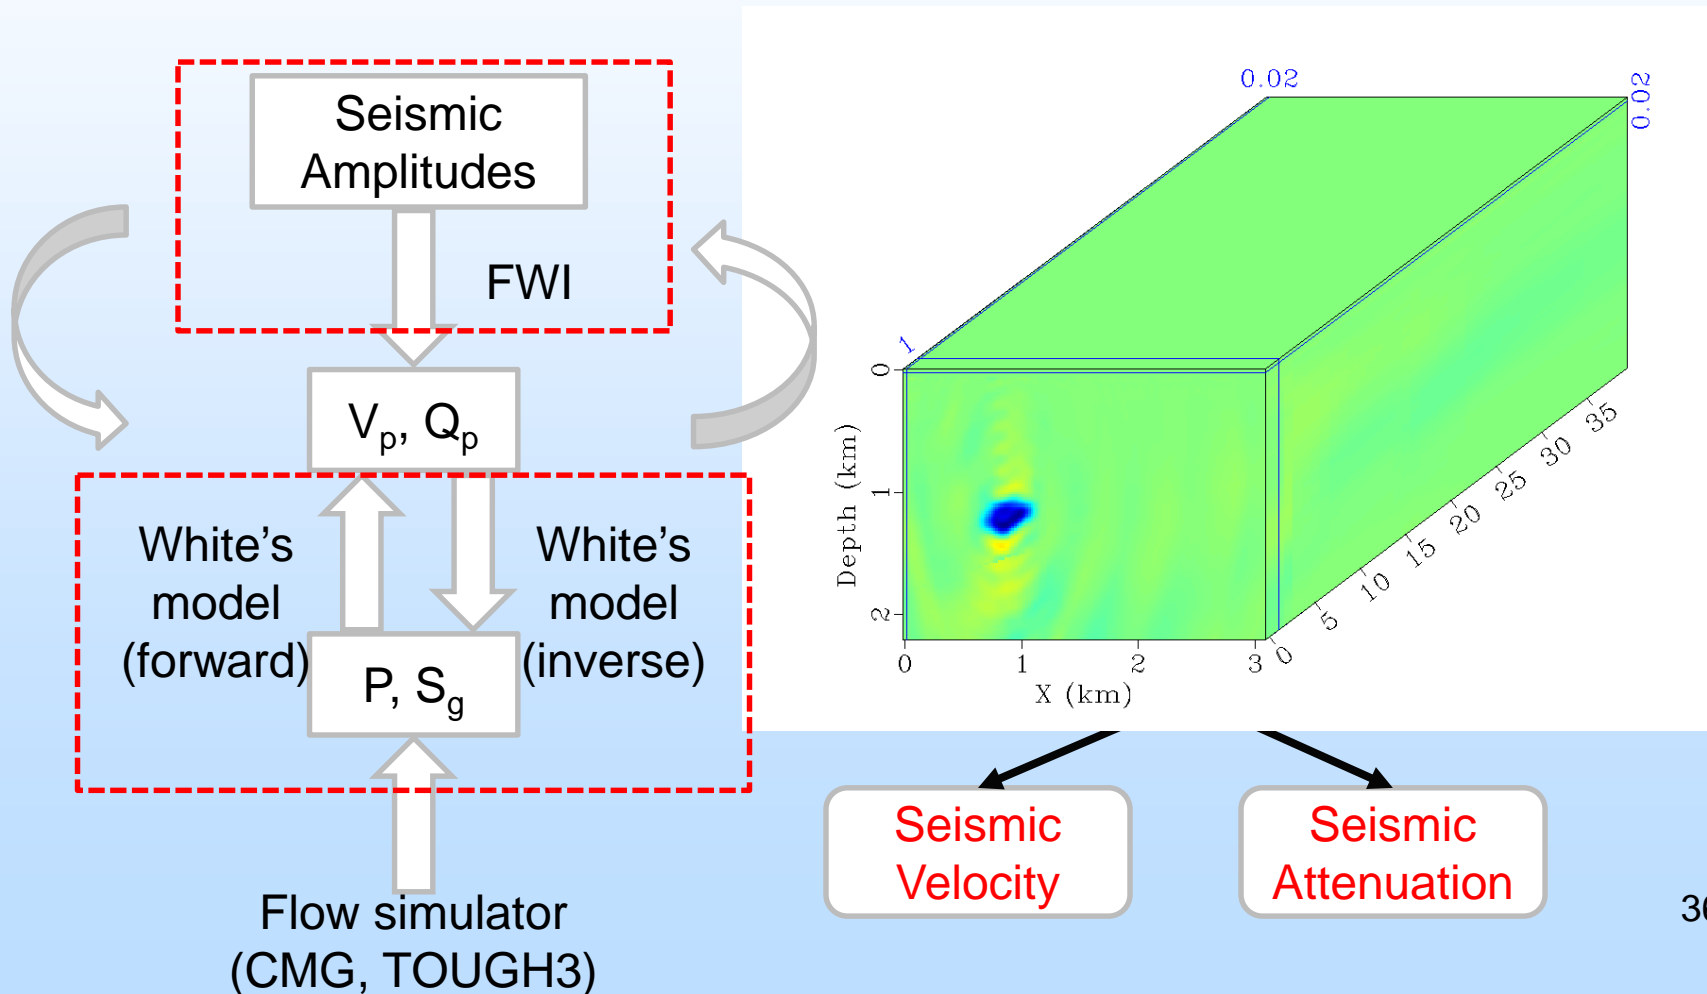 Seismic
Amplitudes
FWI
Vp, Qp
White's
model
(forward)
White's
model
(inverse)
P, Sg
Flow simulator
(CMG, TOUGH3)
0.02
0.02
1
0
1
2
Depth (km)
0
1
2
3
X (km)
0
5
10
15
20
25
30
35
Seismic
Velocity
Seismic
Attenuation
36